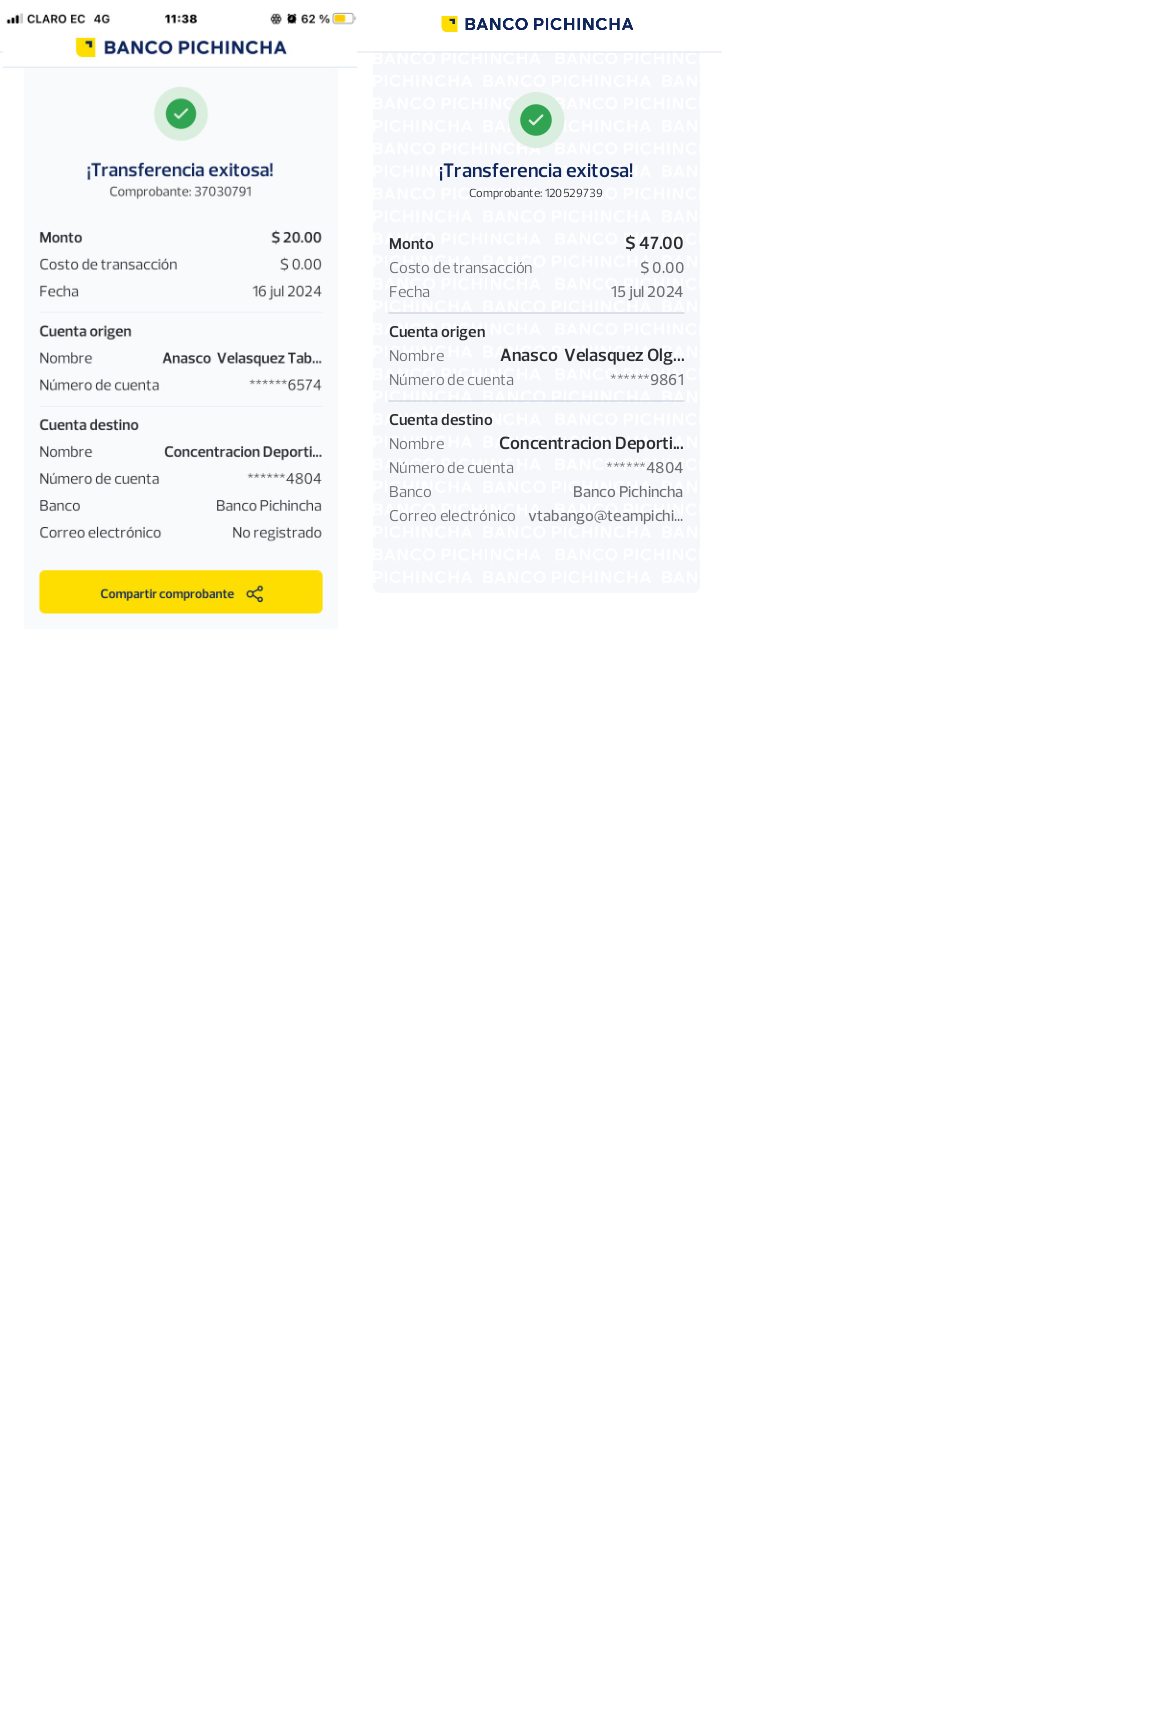 CLARO EC 4G 11:38 62 %
BANCO PICHINCHA
¡Transferencia exitosa!
Comprobante: 37030791
Monto $ 20.00
Costo de transacción $ 0.00
Fecha 16 jul 2024
Cuenta origen
Nombre Anasco Velasquez Tab...
Número de cuenta ******6574
Cuenta destino
Nombre Concentracion Deporti...
Número de cuenta ******4804
Banco Banco Pichincha
Correo electrónico No registrado
Compartir comprobante
BANCO PICHINCHA
¡Transferencia exitosa!
Comprobante: 120529739
Monto $ 47.00
Costo de transacción $ 0.00
Fecha 15 jul 2024
Cuenta origen
Nombre Anasco Velasquez Olg...
Número de cuenta ******9861
Cuenta destino
Nombre Concentracion Deporti...
Número de cuenta ******4804
Banco Banco Pichincha
Correo electrónico vtabango@teampichi...